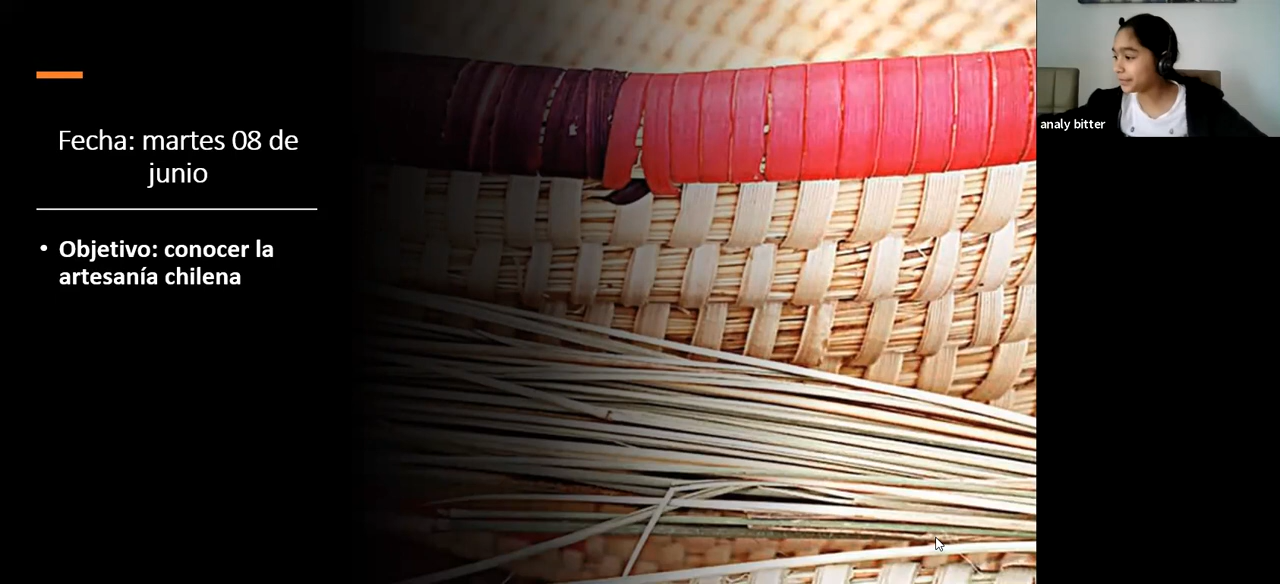 Fecha: martes 08 de
junio
• Objetivo: conocer la
artesanía chilena
analy bitter